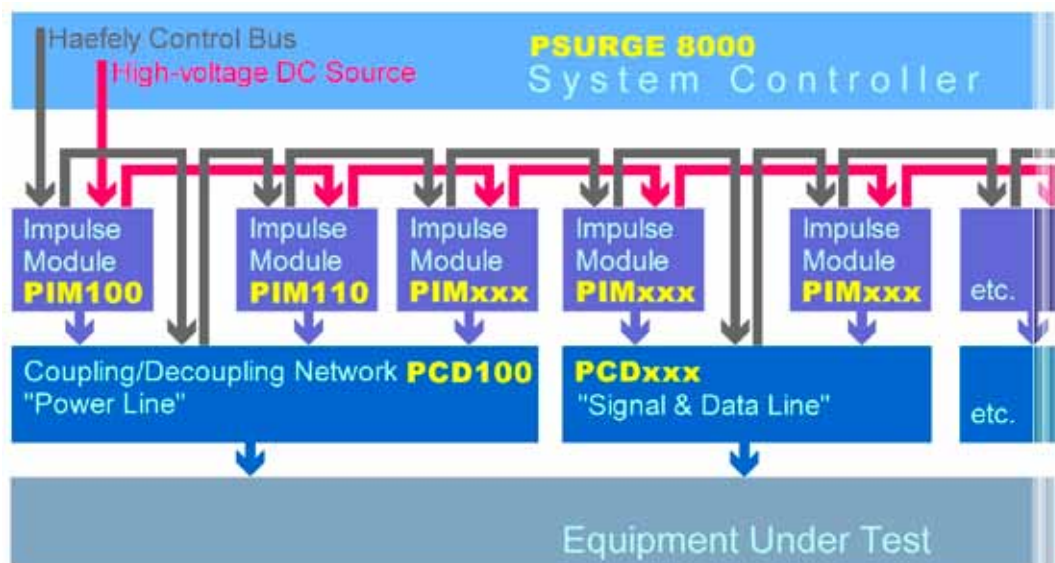 Haefely Control Bus
High-voltage DC Source
PSURGE 8000
System Controller
Impulse
Module
PIM100
Impulse
Module
PIM110
Impulse
Module
PIMxxx
Impulse
Module
PIMxxx
Impulse
Module
PIMxxx
etc.
Coupling/Decoupling Network PCD100
"Power Line"
PCDxxx
"Signal & Data Line"
etc.
Equipment Under Test